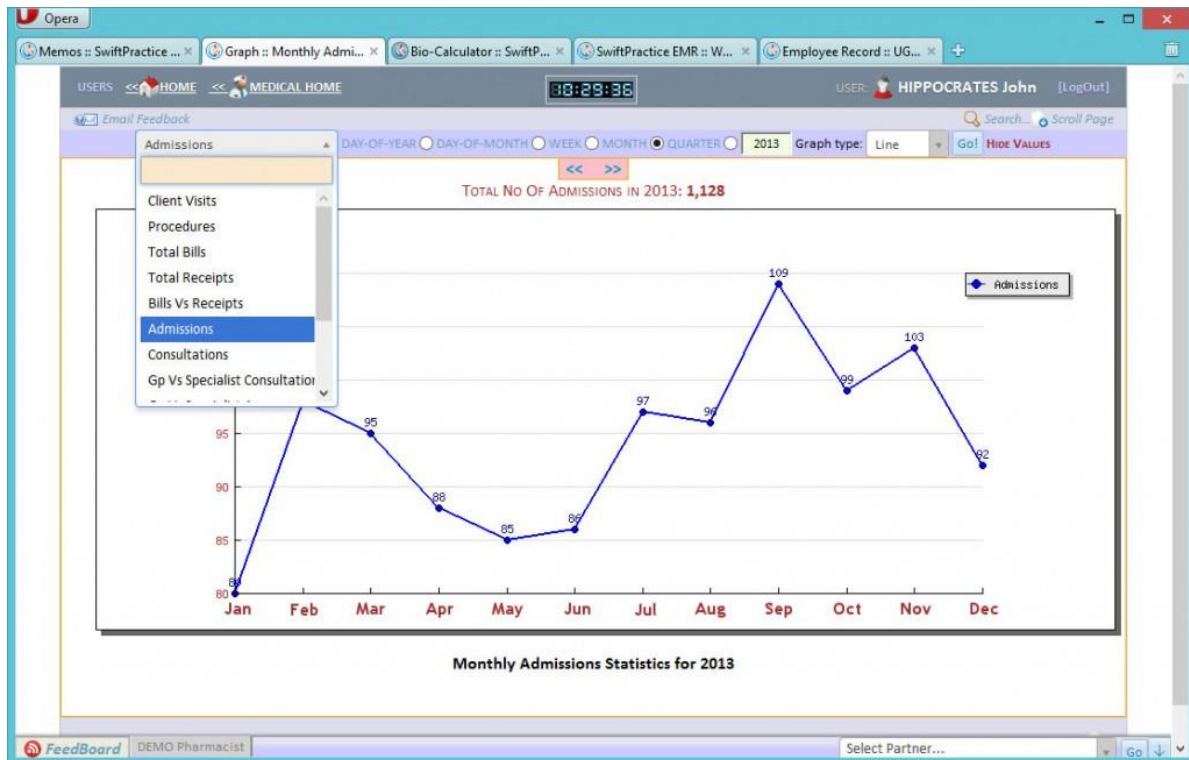 Opera
Memos :: SwiftPractice ... × Graph :: Monthly Admi... × Bio-Calculator :: SwiftP... × SwiftPractice EMR :: W... × Employee Record :: UG... ×
USERS <<HOME << MEDICAL HOME 18:29:36 USER: HIPPOCRATES John [LogOut]
Email Feedback Search... Scroll Page
Admissions DAY-OF-YEAR DAY-OF-MONTH WEEK MONTH QUARTER 2013 Graph type: Line Go! HIDE VALUES
<< >>
TOTAL NO OF ADMISSIONS IN 2013: 1,128
Client Visits
Procedures
Total Bills
Total Receipts
Bills Vs Receipts
Admissions
Consultations
Gp Vs Specialist Consultation
109
Admissions
103
99
97
96
95
95
92
90
88
86
85
85
80
Jan Feb Mar Apr May Jun Jul Aug Sep Oct Nov Dec
Monthly Admissions Statistics for 2013
FeedBoard DEMO Pharmacist Select Partner... Go